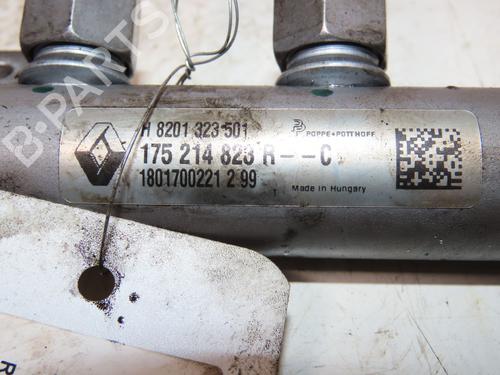 B-PARTS
H 8201 323 501
POPPE+POTTHOFF
175 214 823 R--C
1801700221 2 99
Made in Hungary
R